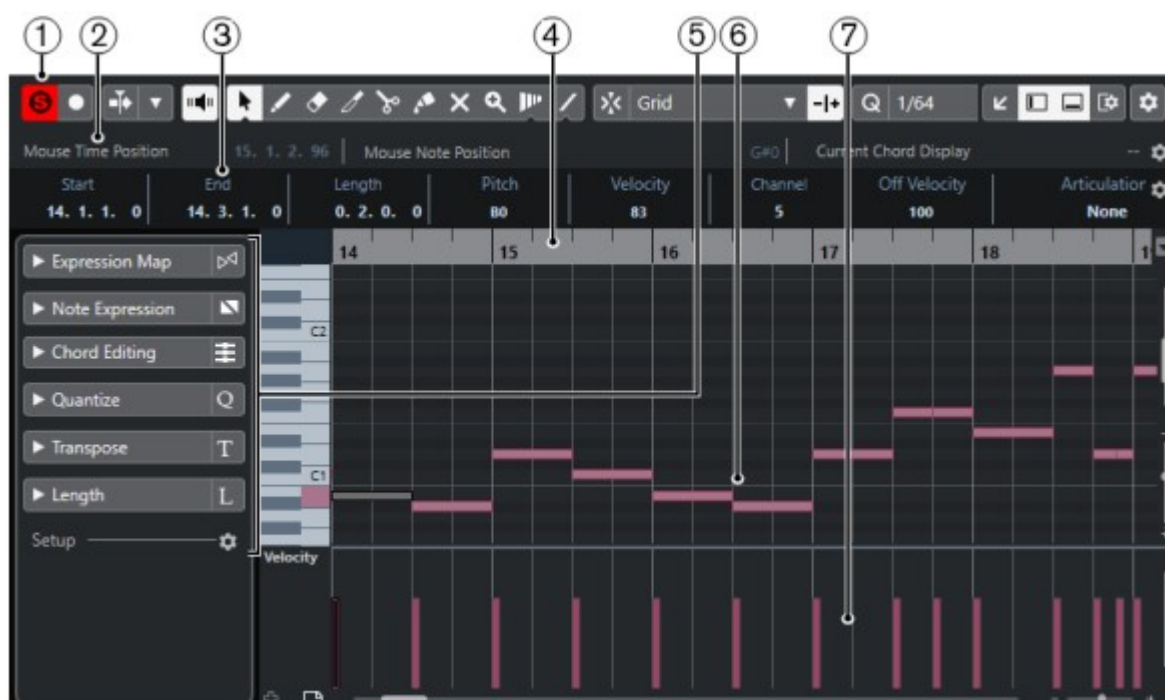 1 2 3 4 5 6 7
S Grid Q 1/64
Mouse Time Position 15. 1. 2. 96 Mouse Note Position G#0 Current Chord Display --
Start End Length Pitch Velocity Channel Off Velocity Articulation
14. 1. 1. 0 14. 3. 1. 0 0. 2. 0. 0 B0 83 5 100 None
14 15 16 17 18
Expression Map
Note Expression
C2
Chord Editing
Quantize Q
Transpose T
C1
Length L
Setup
Velocity